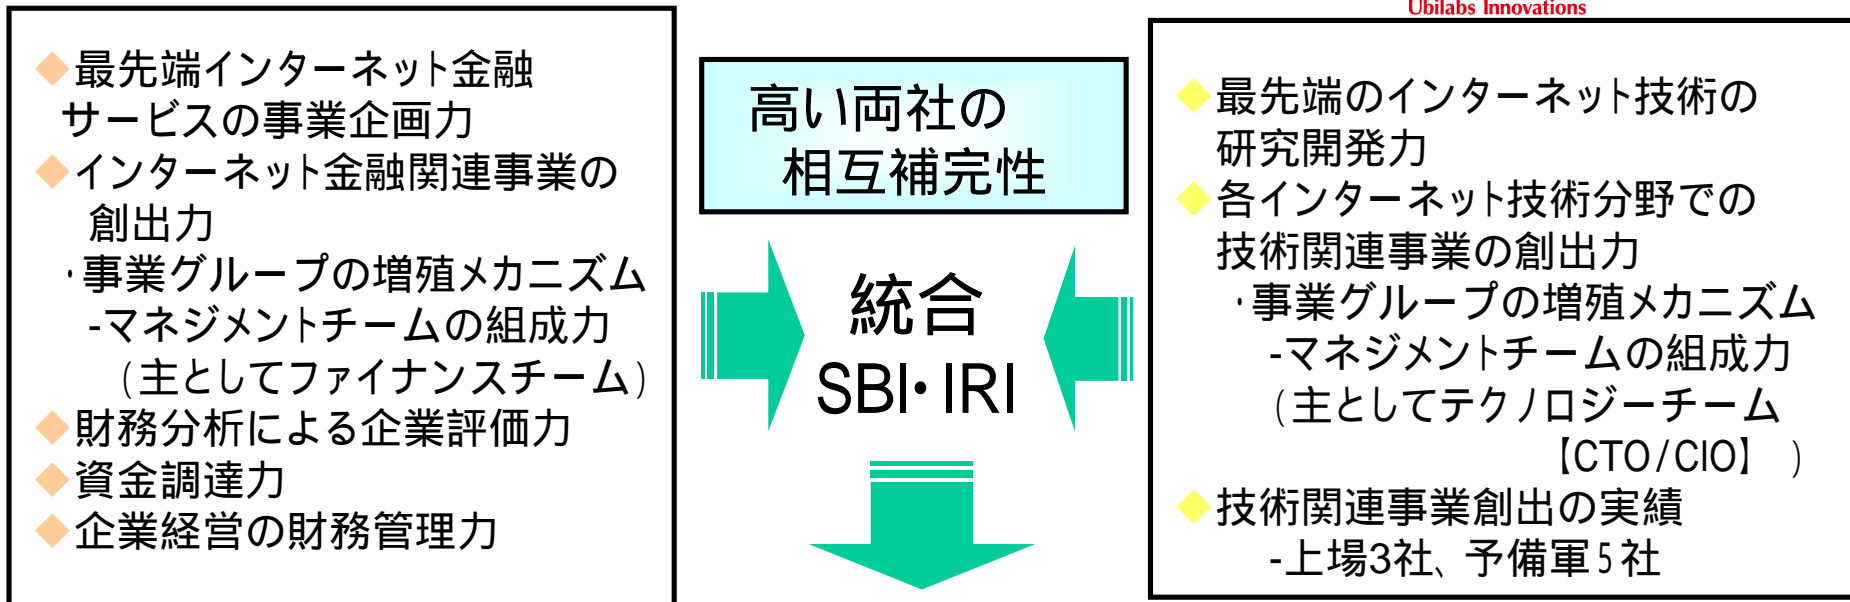 Ubilabs Innovations
◆最先端インターネット金融
サービスの事業企画力
◆インターネット金融関連事業の
創出力
・事業グループの増殖メカニズム
-マネジメントチームの組成力
(主としてファイナンスチーム)
◆財務分析による企業評価力
◆資金調達力
◆企業経営の財務管理力
高い両社の
相互補完性
統合
SBI・IRI
◆最先端のインターネット技術の
研究開発力
◆各インターネット技術分野での
技術関連事業の創出力
・事業グループの増殖メカニズム
-マネジメントチームの組成力
(主としてテクノロジーチーム
【CTO/CIO】 )
◆技術関連事業創出の実績
-上場3社、予備軍5社